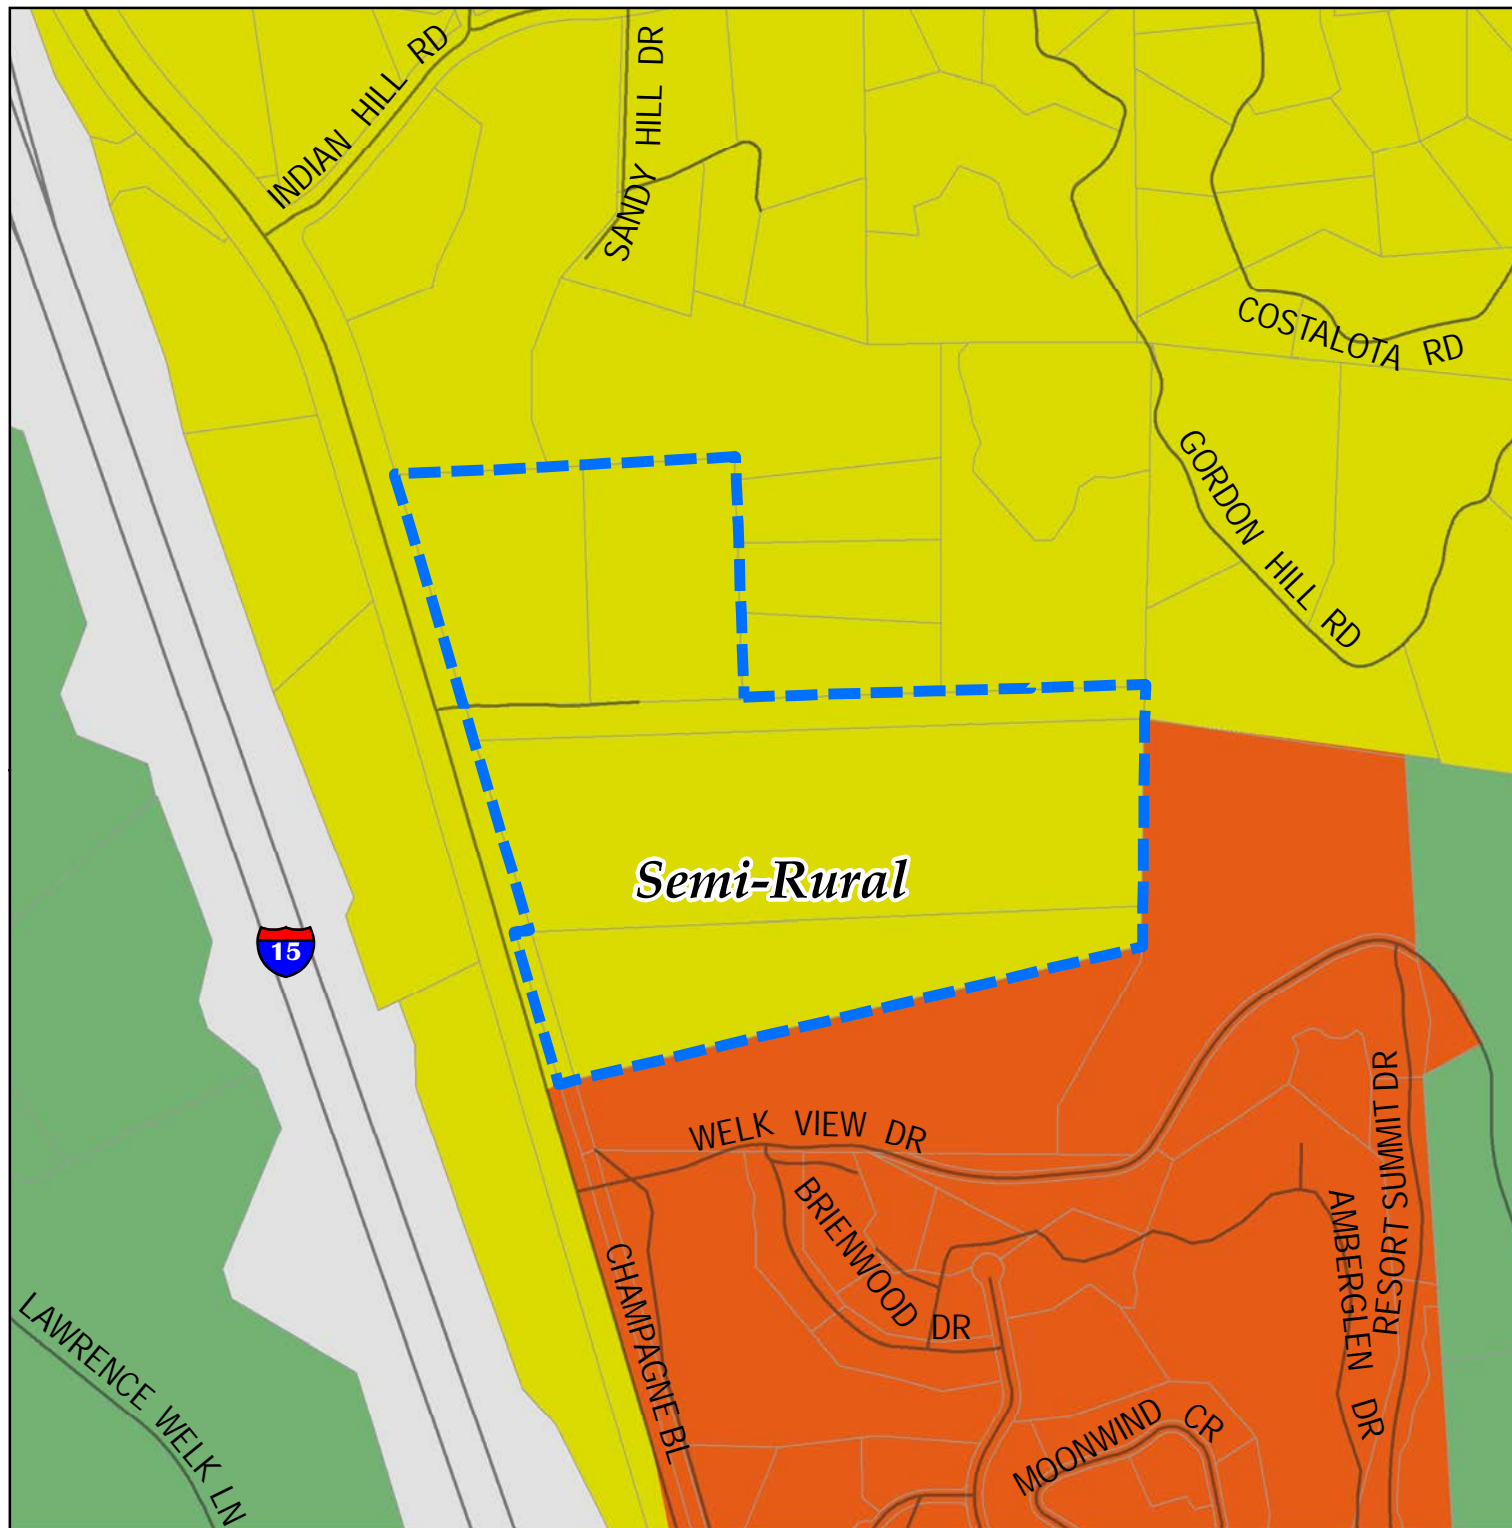 INDIAN HILL RD
SANDY HILL DR
COSTALOTA RD
GORDON HILL RD
Semi-Rural
15
WELK VIEW DR
BRIENWOOD DR
RESORT SUMMIT DR
AMBERGLEN DR
CHAMPAGNE BL
LAWRENCE WELK LN
MOONWIND CR